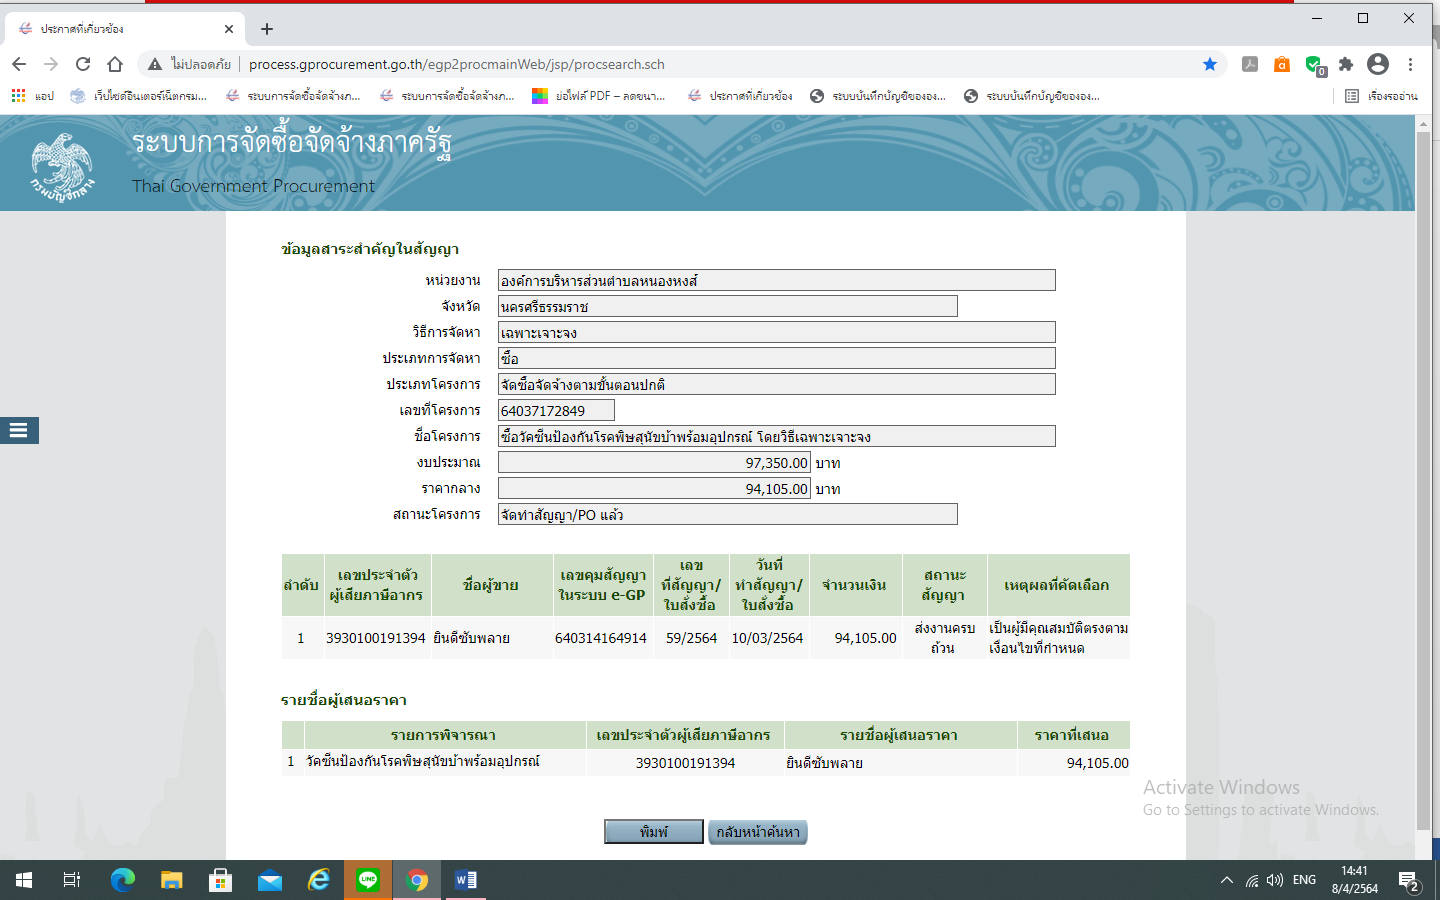 ประกาศที่เกี่ยวข้อง
ไม่ปลอดภัย | process.gprocurement.go.th/egp2procmainWeb/jsp/procsearch.sch
แอป เว็บไซต์อินเตอร์เน็ตกรม... ระบบการจัดซื้อจัดจ้างภ... ระบบการจัดซื้อจัดจ้างภ... ย่อไฟล์ PDF – ลดขนา... ประกาศที่เกี่ยวข้อง ระบบบันทึกบัญชีขององ... ระบบบันทึกบัญชีขององ... เรื่องรออ่าน
ระบบการจัดซื้อจัดจ้างภาครัฐ
Thai Government Procurement
กรมบัญชีกลาง
ข้อมูลสาระสำคัญในสัญญา
หน่วยงาน องค์การบริหารส่วนตำบลหนองหงส์
จังหวัด นครศรีธรรมราช
วิธีการจัดหา เฉพาะเจาะจง
ประเภทการจัดหา ซื้อ
ประเภทโครงการ จัดซื้อจัดจ้างตามขั้นตอนปกติ
เลขที่โครงการ 64037172849
ชื่อโครงการ ซื้อวัคซีนป้องกันโรคพิษสุนัขบ้าพร้อมอุปกรณ์ โดยวิธีเฉพาะเจาะจง
งบประมาณ 97,350.00 บาท
ราคากลาง 94,105.00 บาท
สถานะโครงการ จัดทำสัญญา/PO แล้ว
ลำดับ เลขประจำตัวผู้เสียภาษีอากร ชื่อผู้ขาย เลขคุมสัญญาในระบบ e-GP เลขที่สัญญา/ใบสั่งซื้อ วันที่ทำสัญญา/ใบสั่งซื้อ จำนวนเงิน สถานะสัญญา เหตุผลที่คัดเลือก
1 3930100191394 ยินดีซับพลาย 640314164914 59/2564 10/03/2564 94,105.00 ส่งงานครบถ้วน เป็นผู้มีคุณสมบัติตรงตามเงื่อนไขที่กำหนด
รายชื่อผู้เสนอราคา
รายการพิจารณา เลขประจำตัวผู้เสียภาษีอากร รายชื่อผู้เสนอราคา ราคาที่เสนอ
1 วัคซีนป้องกันโรคพิษสุนัขบ้าพร้อมอุปกรณ์ 3930100191394 ยินดีซับพลาย 94,105.00
พิมพ์ กลับหน้าค้นหา
Activate Windows
Go to Settings to activate Windows.
LINE
ENG
14:41
8/4/2564
2